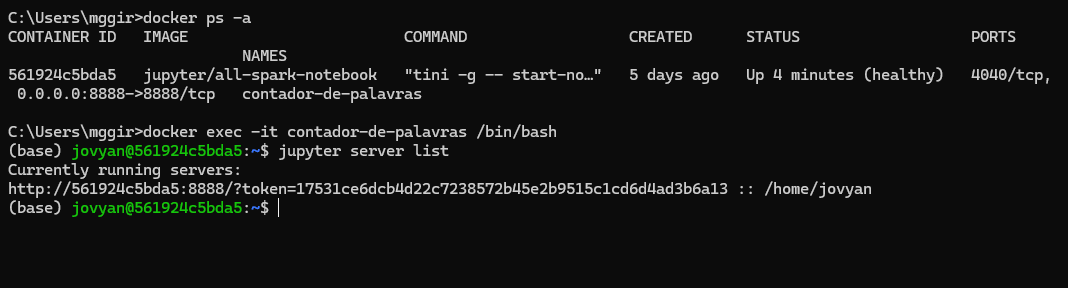 C:\Users\mggir>docker ps -a
CONTAINER ID   IMAGE                         COMMAND                  CREATED      STATUS                   PORTS
                          NAMES
561924c5bda5   jupyter/all-spark-notebook   "tini -g -- start-no…"   5 days ago   Up 4 minutes (healthy)   4040/tcp,
 0.0.0.0:8888->8888/tcp   contador-de-palavras
C:\Users\mggir>docker exec -it contador-de-palavras /bin/bash
(base) jovyan@561924c5bda5:~$ jupyter server list
Currently running servers:
http://561924c5bda5:8888/?token=17531ce6dcb4d22c7238572b45e2b9515c1cd6d4ad3b6a13 :: /home/jovyan
(base) jovyan@561924c5bda5:~$